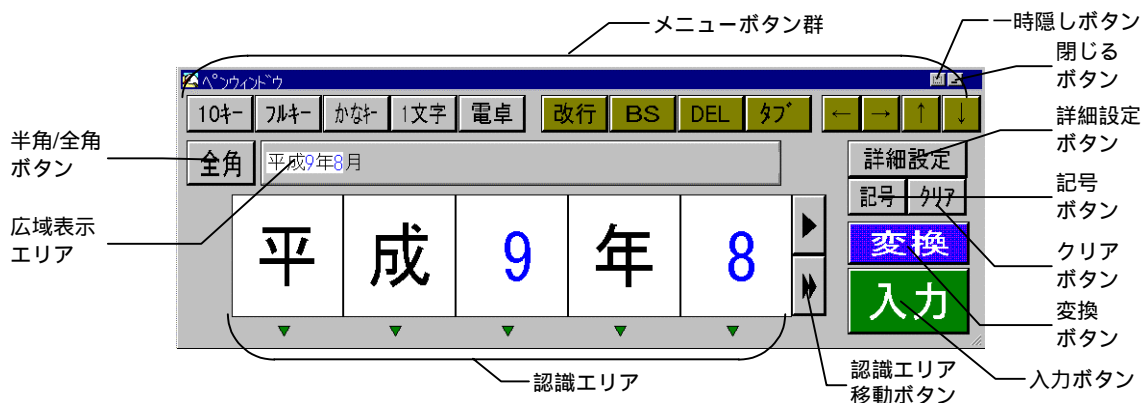 メニューボタン群
一時隠しボタン
閉じる
ボタン
ペンウィンドウ
10キー フルキー かなキー 1文字 電卓 改行 BS DEL タブ ← → ↑ ↓
詳細設定
ボタン
半角/全角
ボタン
全角 平成9年8月 詳細設定
記号 クリア
記号
ボタン
広域表示
エリア
平 成 9 年 8
変換
入力
クリア
ボタン
変換
ボタン
認識エリア
認識エリア
移動ボタン
入力ボタン